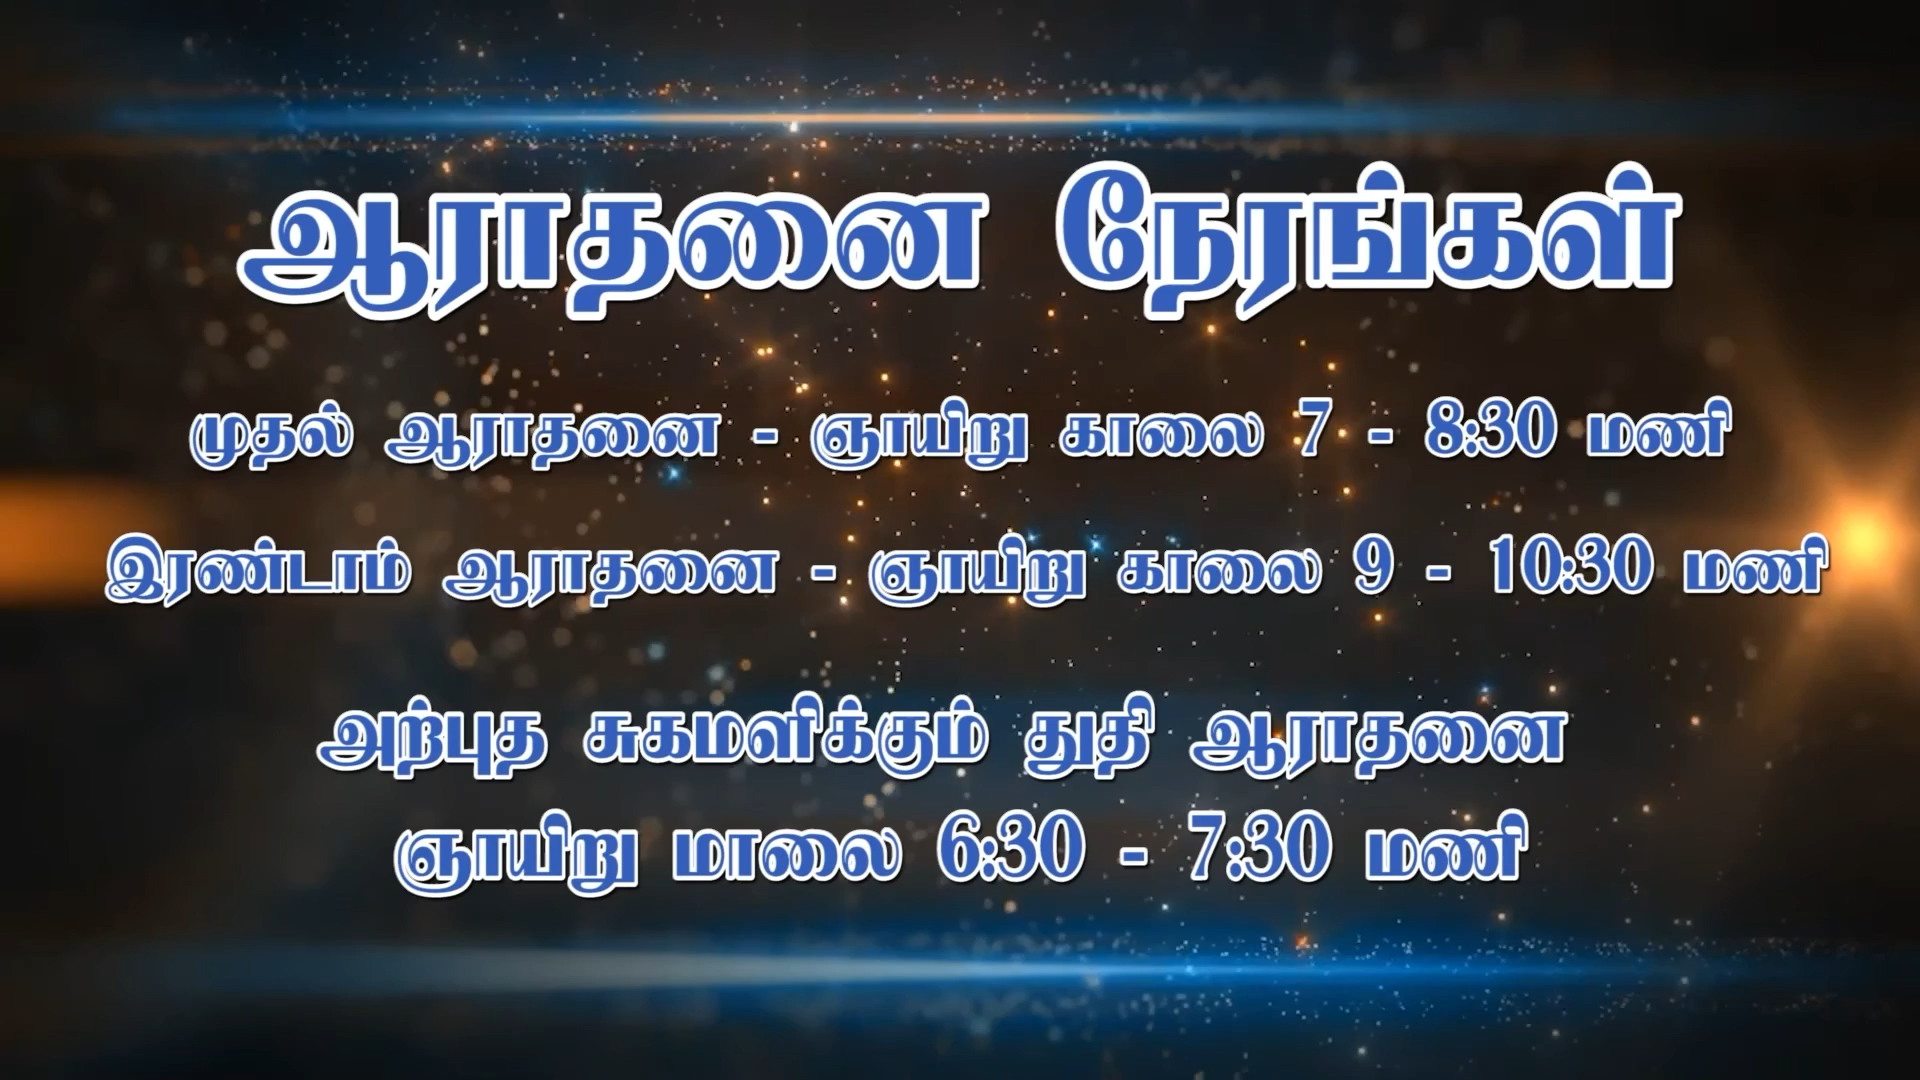 ஆராதனை நேரங்கள்
முதல் ஆராதனை - ஞாயிறு காலை 7 - 8:30 மணி
இரண்டாம் ஆராதனை - ஞாயிறு காலை 9 - 10:30 மணி
அற்புத சுகமளிக்கும் துதி ஆராதனை
ஞாயிறு மாலை 6:30 - 7:30 மணி